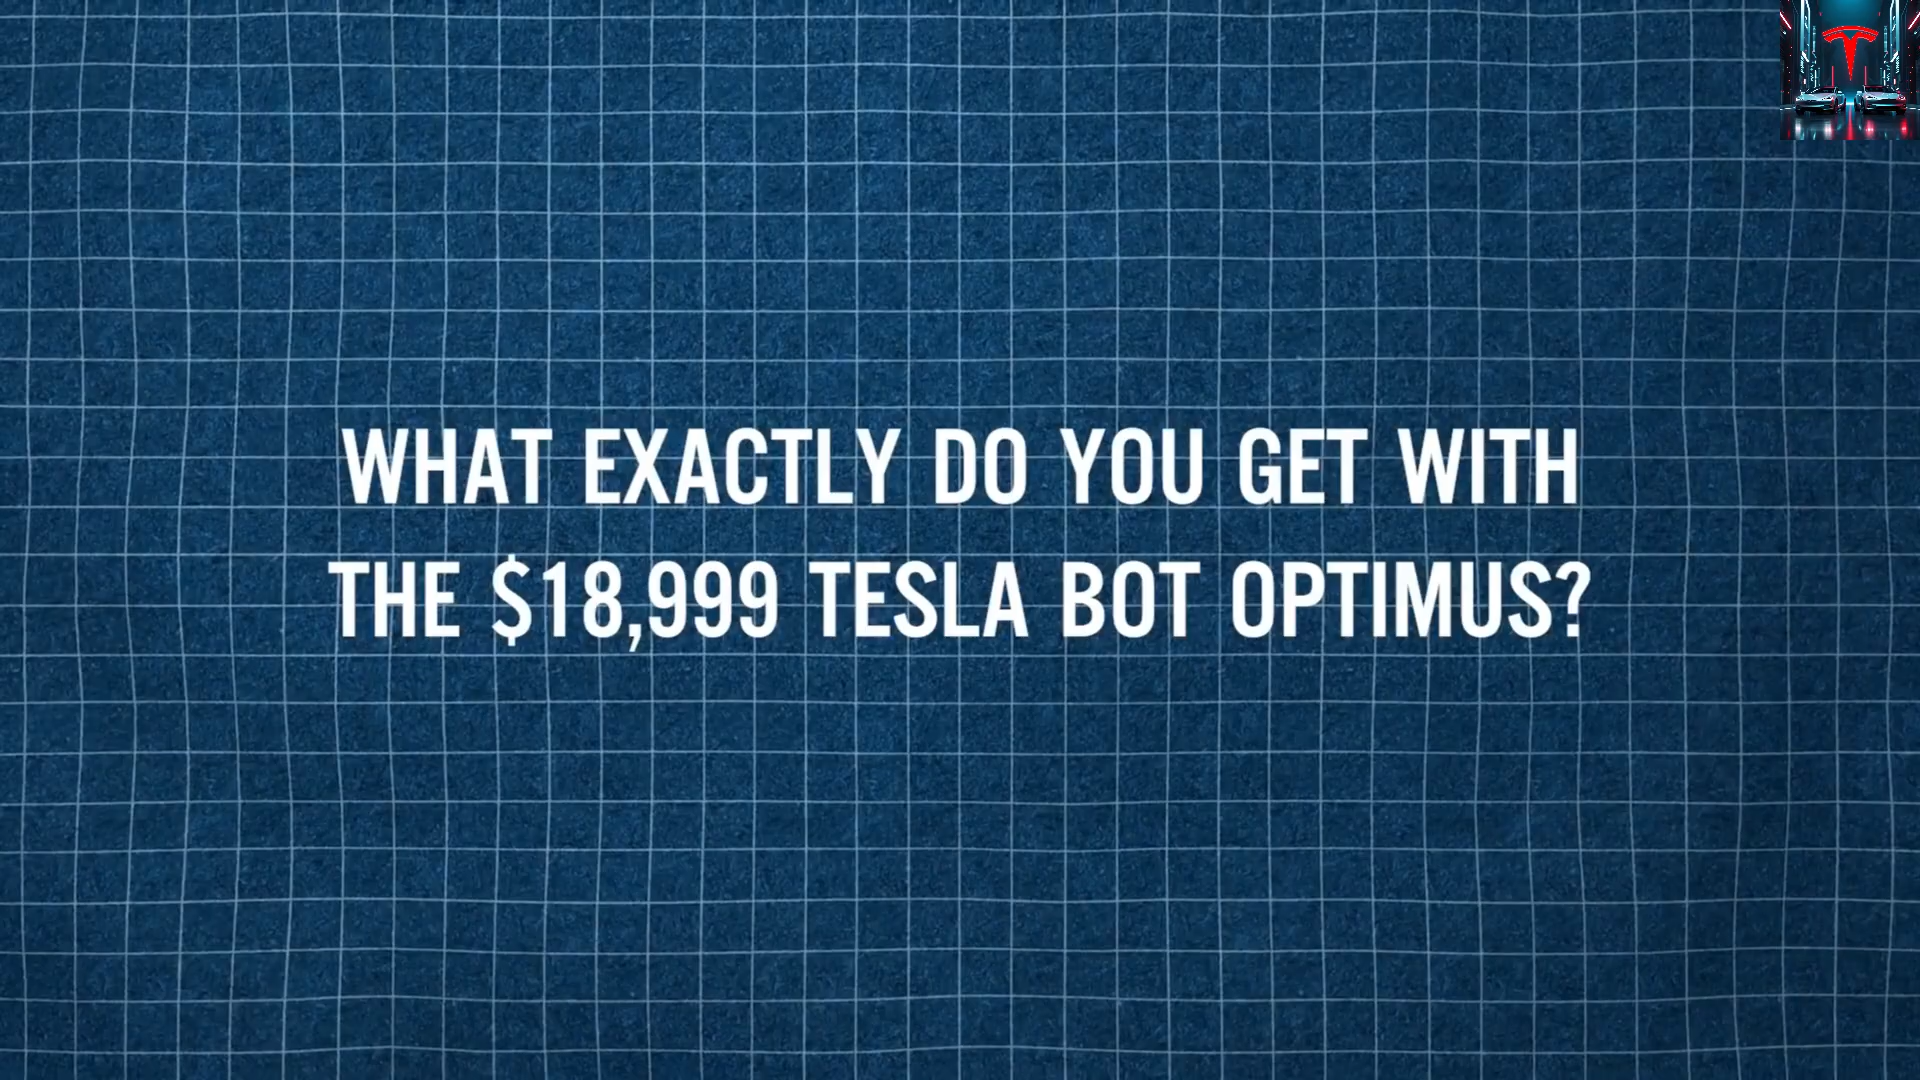 WHAT EXACTLY DO YOU GET WITH
THE $18,999 TESLA BOT OPTIMUS?